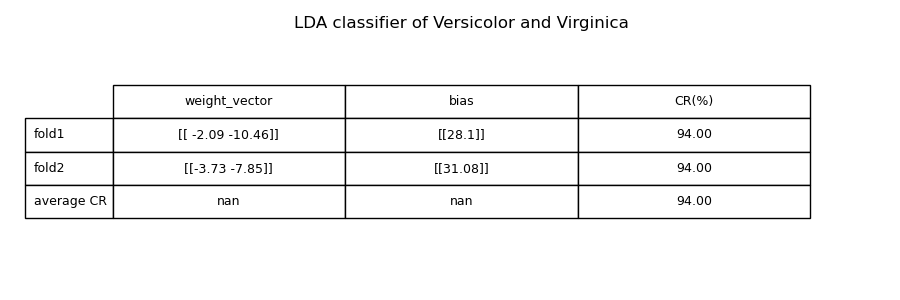 LDA classifier of Versicolor and Virginica
weight_vector bias CR(%)
fold1 [[ -2.09 -10.46]] [[28.1]] 94.00
fold2 [[-3.73 -7.85]] [[31.08]] 94.00
average CR nan nan 94.00